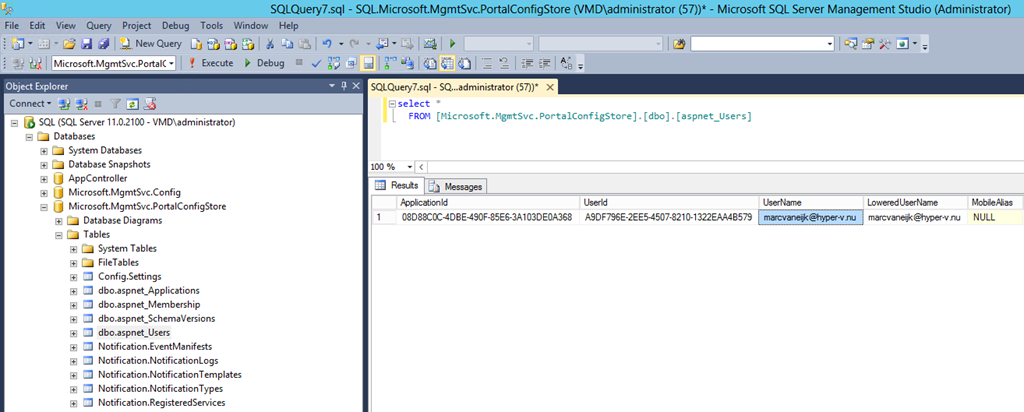 SQLQuery7.sql - SQL.Microsoft.MgmtSvc.PortalConfigStore (VMD\administrator (57))* - Microsoft SQL Server Management Studio (Administrator)
File Edit View Query Project Debug Tools Window Help
New Query
Microsoft.MgmtSvc.PortalC Execute Debug
Object Explorer
Connect
SQL (SQL Server 11.0.2100 - VMD\administrator)
Databases
System Databases
Database Snapshots
AppController
Microsoft.MgmtSvc.Config
Microsoft.MgmtSvc.PortalConfigStore
Database Diagrams
Tables
System Tables
FileTables
Config.Settings
dbo.aspnet_Applications
dbo.aspnet_Membership
dbo.aspnet_SchemaVersions
dbo.aspnet_Users
Notification.EventManifests
Notification.NotificationLogs
Notification.NotificationTemplates
Notification.NotificationTypes
Notification.RegisteredServices
SQLQuery7.sql - SQ...administrator (57))*
select *
FROM [Microsoft.MgmtSvc.PortalConfigStore].[dbo].[aspnet_Users]
100 %
Results Messages
ApplicationId UserId UserName LoweredUserName MobileAlias
1 08D88C0C-4DBE-490F-85E6-3A103DE0A368 A9DF796E-2EE5-4507-8210-1322EAA4B579 marcvaneijk@hyper-v.nu marcvaneijk@hyper-v.nu NULL